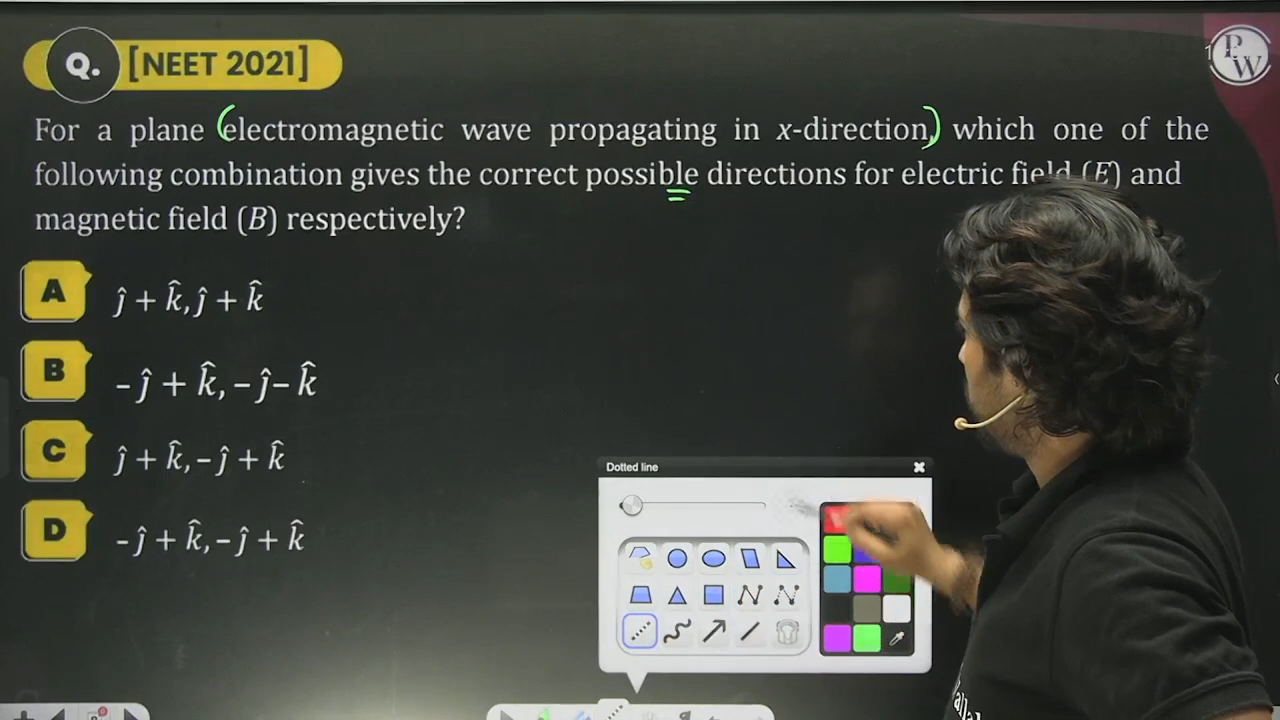 Q. [NEET 2021]
PW
For a plane electromagnetic wave propagating in x-direction, which one of the
following combination gives the correct possible directions for electric field (E) and
magnetic field (B) respectively?
A ĵ + k̂, ĵ + k̂
B -ĵ + k̂, -ĵ- k̂
C ĵ + k̂, -ĵ + k̂
D -ĵ + k̂, -ĵ + k̂
Dotted line